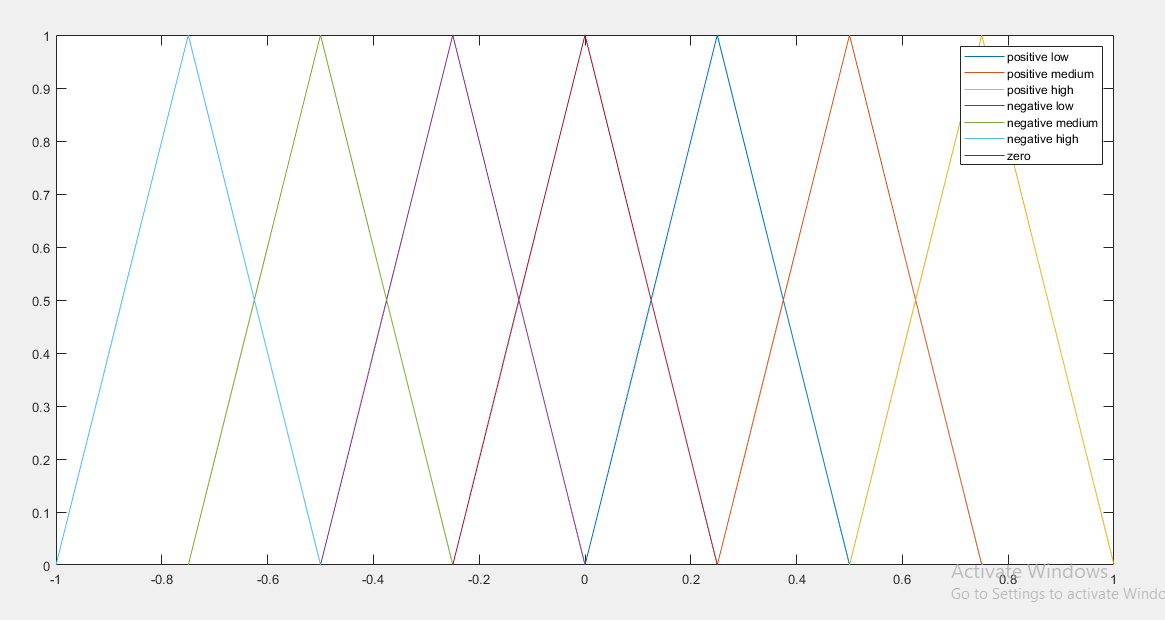 1
0.9
0.8
0.7
0.6
0.5
0.4
0.3
0.2
0.1
0
-1 -0.8 -0.6 -0.4 -0.2 0 0.2 0.4 0.6 0.8 1
positive low
positive medium
positive high
negative low
negative medium
negative high
zero
Activate Windows
Go to Settings to activate Windo